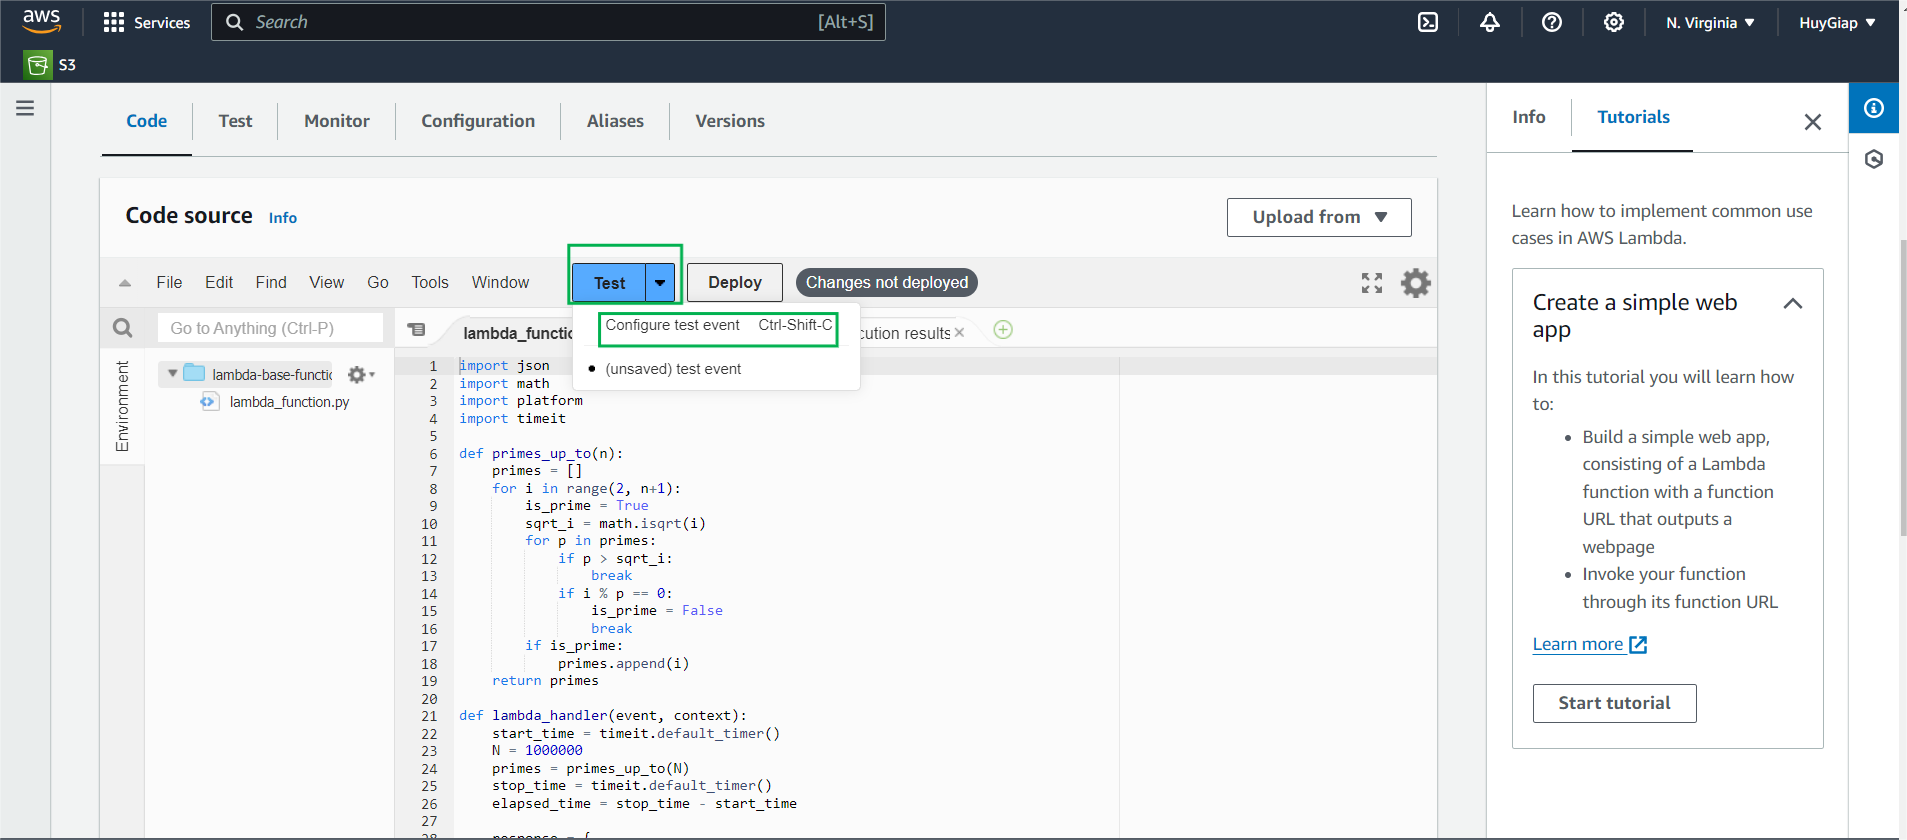 aws
Services
Search
[Alt+S]
N. Virginia
HuyGiap
S3
Code
Test
Monitor
Configuration
Aliases
Versions
Info
Tutorials
Code source
Info
Upload from
File Edit Find View Go Tools Window
Test
Deploy
Changes not deployed
Go to Anything (Ctrl-P)
lambda_functio
cution results
Configure test event Ctrl-Shift-C
(unsaved) test event
Environment
lambda-base-functio
lambda_function.py
1 import json
2 import math
3 import platform
4 import timeit
5
6 def primes_up_to(n):
7 primes = []
8 for i in range(2, n+1):
9 is_prime = True
10 sqrt_i = math.isqrt(i)
11 for p in primes:
12 if p > sqrt_i:
13 break
14 if i % p == 0:
15 is_prime = False
16 break
17 if is_prime:
18 primes.append(i)
19 return primes
20
21 def lambda_handler(event, context):
22 start_time = timeit.default_timer()
23 N = 1000000
24 primes = primes_up_to(N)
25 stop_time = timeit.default_timer()
26 elapsed_time = stop_time - start_time
27
28 response = {
Learn how to implement common use
cases in AWS Lambda.
Create a simple web
app
In this tutorial you will learn how
to:
• Build a simple web app,
consisting of a Lambda
function with a function
URL that outputs a
webpage
• Invoke your function
through its function URL
Learn more
Start tutorial